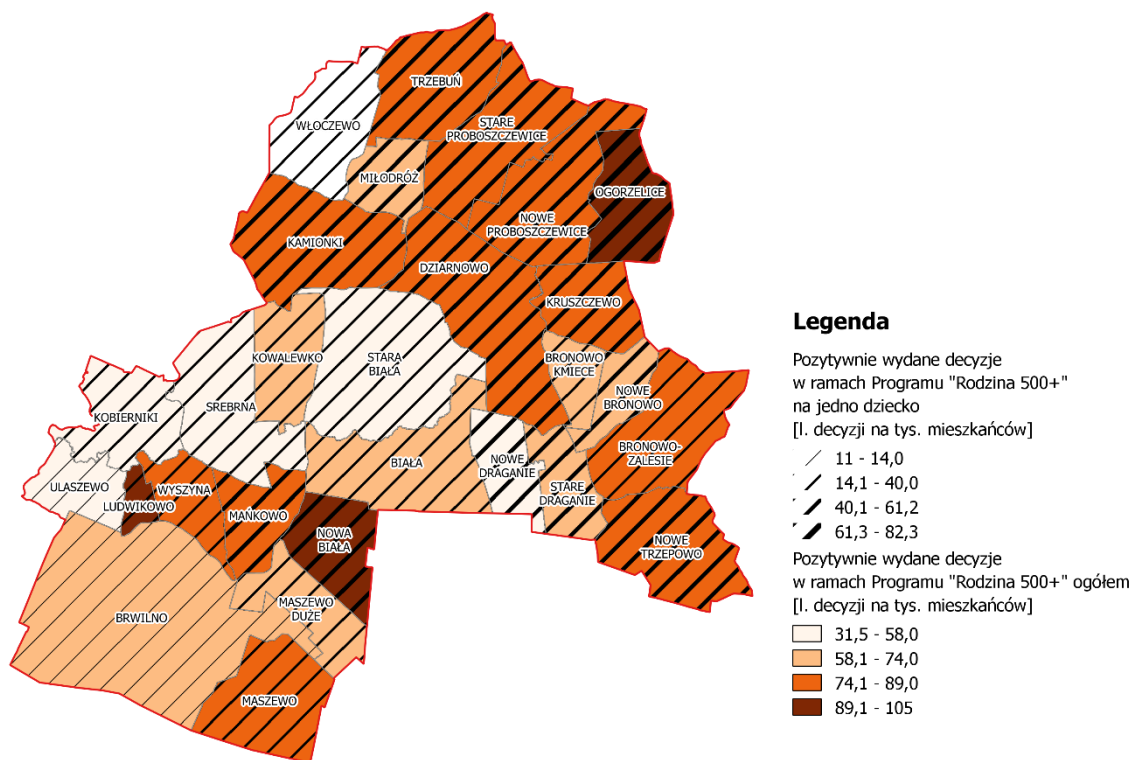 TRZEBUŃ
WŁOCZEWO
STARE
PROBOSZCZEWICE
MIŁODRÓŻ
OGORZELICE
NOWE
PROBOSZCZEWICE
KAMIONKI
DZIARNOWO
KRUSZCZEWO
KOWALEWKO
STARA
BIAŁA
BRONOWO
KMIECE
NOWE
BRONOWO
SREBRNA
KOBIERNIKI
BRONOWO-
ZALESIE
BIAŁA
NOWE
DRAGANIE
ULASZEWO
WYSZYNA
LUDWIKOWO
STARE
DRAGANIE
MAŃKOWO
NOWA
BIAŁA
NOWE
TRZEPOWO
MASZEWO
DUŻE
BRWILNO
MASZEWO
Legenda
Pozytywnie wydane decyzje
w ramach Programu "Rodzina 500+"
na jedno dziecko
[l. decyzji na tys. mieszkańców]
11 - 14,0
14,1 - 40,0
40,1 - 61,2
61,3 - 82,3
Pozytywnie wydane decyzje
w ramach Programu "Rodzina 500+" ogółem
[l. decyzji na tys. mieszkańców]
31,5 - 58,0
58,1 - 74,0
74,1 - 89,0
89,1 - 105